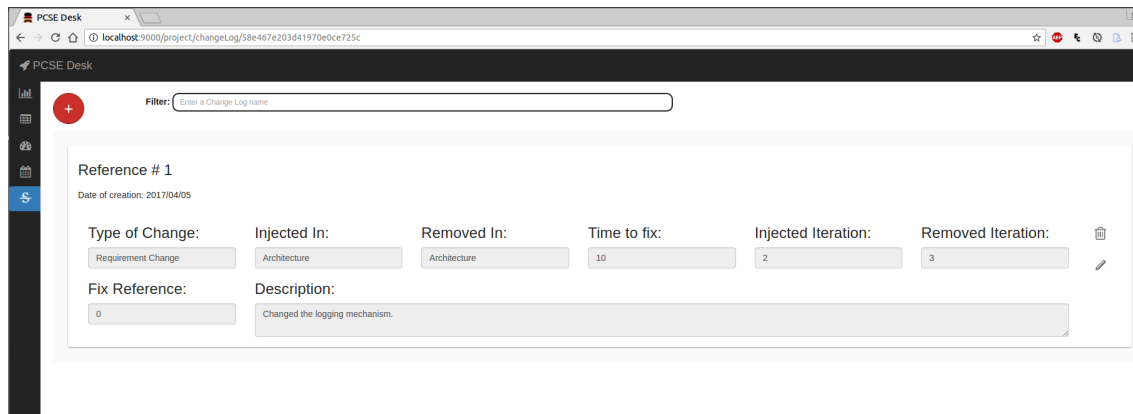 PCSE Desk
localhost:9000/project/changeLog/58e467e203d41970e0ce725c
PCSE Desk
Filter: Enter a Change Log name
+
Reference # 1
Date of creation: 2017/04/05
Type of Change: Injected In: Removed In: Time to fix: Injected Iteration: Removed Iteration:
Requirement Change Architecture Architecture 10 2 3
Fix Reference: Description:
0 Changed the logging mechanism.